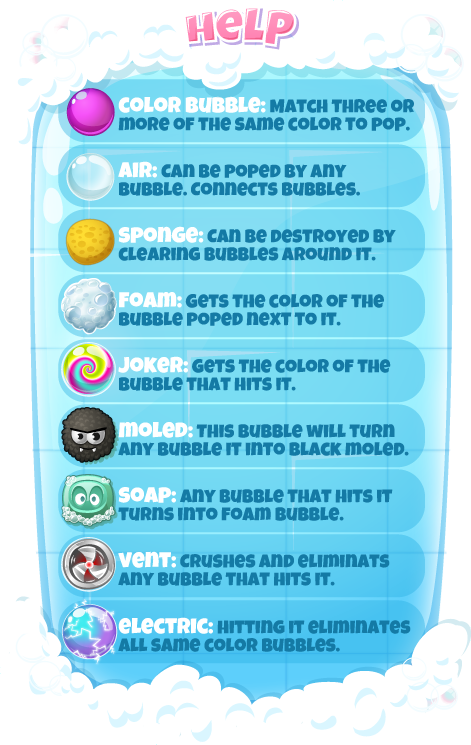 HELP
COLOR BUBBLE: MATCH THREE OR
MORE OF THE SAME COLOR TO POP.
AIR: CAN BE POPED BY ANY
BUBBLE. CONNECTS BUBBLES.
SPONGE: CAN BE DESTROYED BY
CLEARING BUBBLES AROUND IT.
FOAM: GETS THE COLOR OF THE
BUBBLE POPED NEXT TO IT.
JOKER: GETS THE COLOR OF THE
BUBBLE THAT HITS IT.
MOLED: THIS BUBBLE WILL TURN
ANY BUBBLE IT INTO BLACK MOLED.
SOAP: ANY BUBBLE THAT HITS IT
TURNS INTO FOAM BUBBLE.
VENT: CRUSHES AND ELIMINATS
ANY BUBBLE THAT HITS IT.
ELECTRIC: HITTING IT ELIMINATES
ALL SAME COLOR BUBBLES.